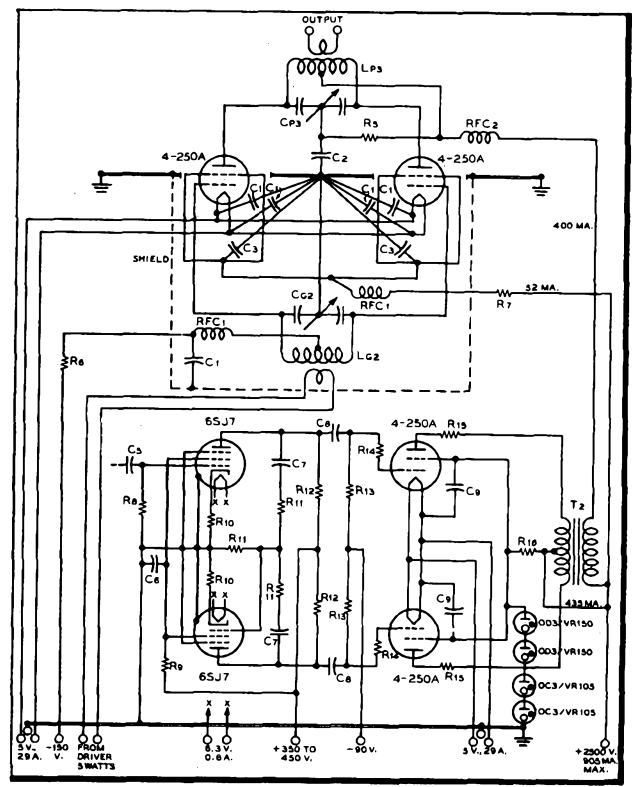 OUTPUT
LP3
CP3
R5
RFC2
4-250A
C2
4-250A
C1 C1
C1 C1
400 MA.
C3
C3
SHIELD
52 MA.
CG2
RFC1
R7
RFC1
LG2
R6
C1
6SJ7
C8
4-250A
R15
C5
C7
R14
R12
R13
C9
R8
R11
T2
R10
R11
R16
C6
R10
R11
R12
R13
C9
435 MA.
OD3/VR150
C7
R14
OD3/VR150
R9
6SJ7
C8
4-250A
R15
OC3/VR105
OC3/VR105
X X
X X
X X
5 V., 29 A.
-150 V.
FROM DRIVER 5 WATTS
6.3 V. 0.6 A.
+350 TO 450 V.
-90 V.
5 V., 29 A.
+2500 V. 905 MA. MAX.